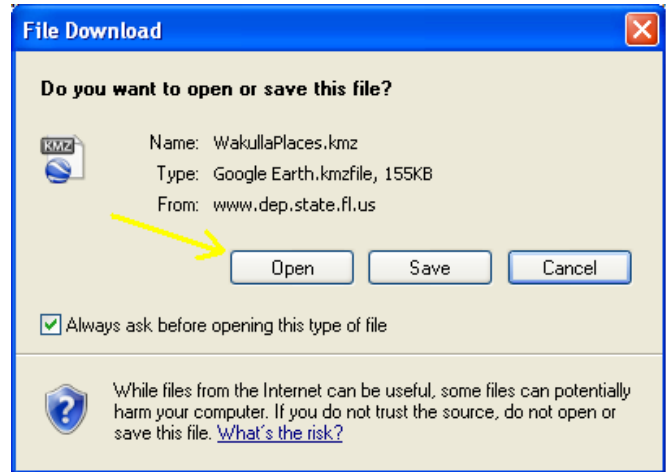 File Download
Do you want to open or save this file?
KMZ
Name: WakullaPlaces.kmz
Type: Google Earth.kmzfile, 155KB
From: www.dep.state.fl.us
Open Save Cancel
Always ask before opening this type of file
While files from the Internet can be useful, some files can potentially
harm your computer. If you do not trust the source, do not open or
save this file. What's the risk?